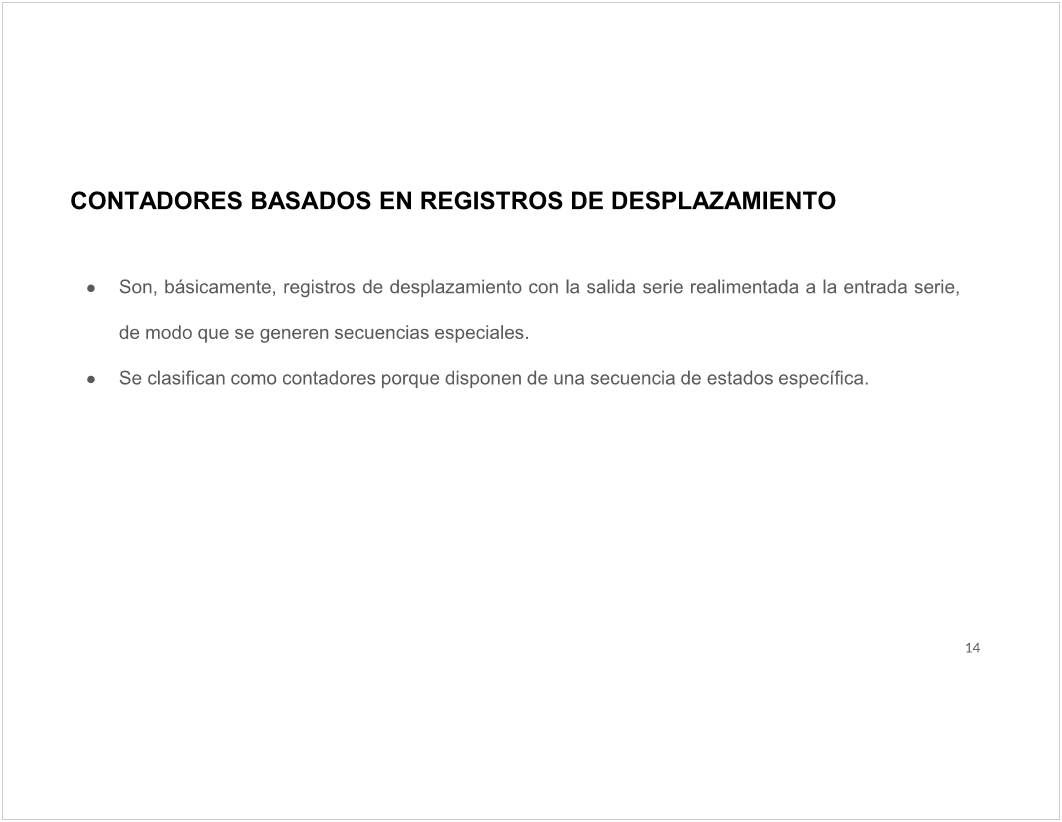 CONTADORES BASADOS EN REGISTROS DE DESPLAZAMIENTO
● Son, básicamente, registros de desplazamiento con la salida serie realimentada a la entrada serie,
de modo que se generen secuencias especiales.
● Se clasifican como contadores porque disponen de una secuencia de estados específica.
14